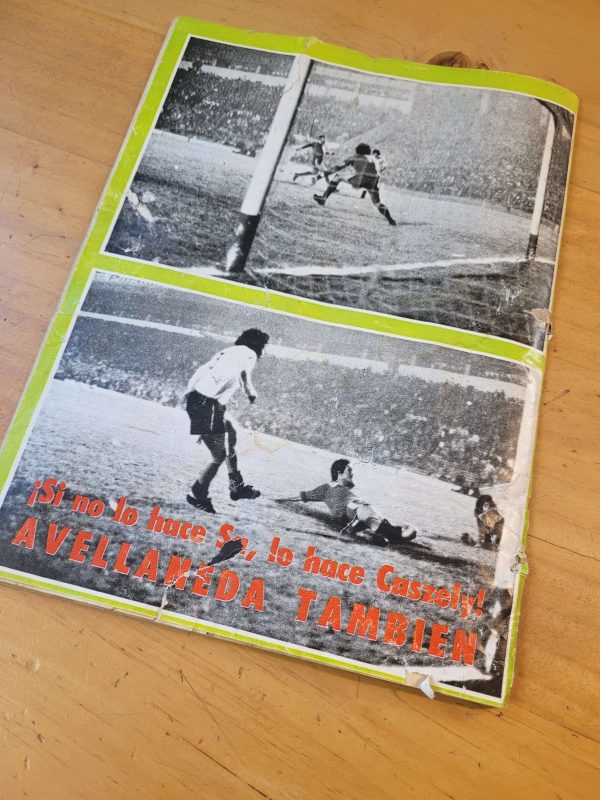 ¡Si no lo hace Sa, lo hace Caszely!
AVELLANEDA TAMBIEN